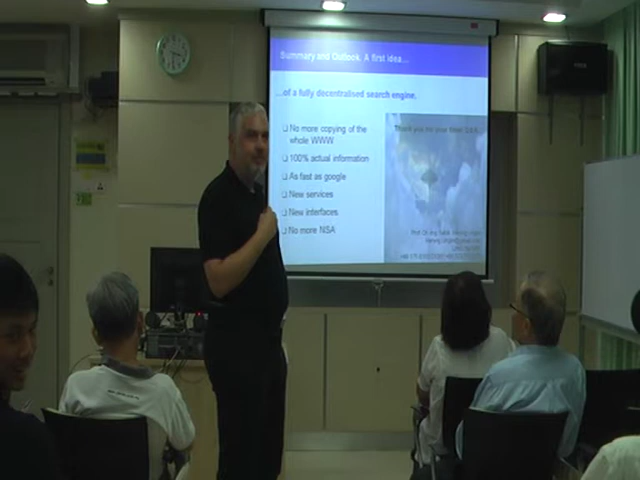 Summary and Outlook. A first idea...
...of a fully decentralised search engine.
No more copying of the
whole WWW
100% actual information
As fast as google
New services
New interfaces
No more NSA
Thank you for your